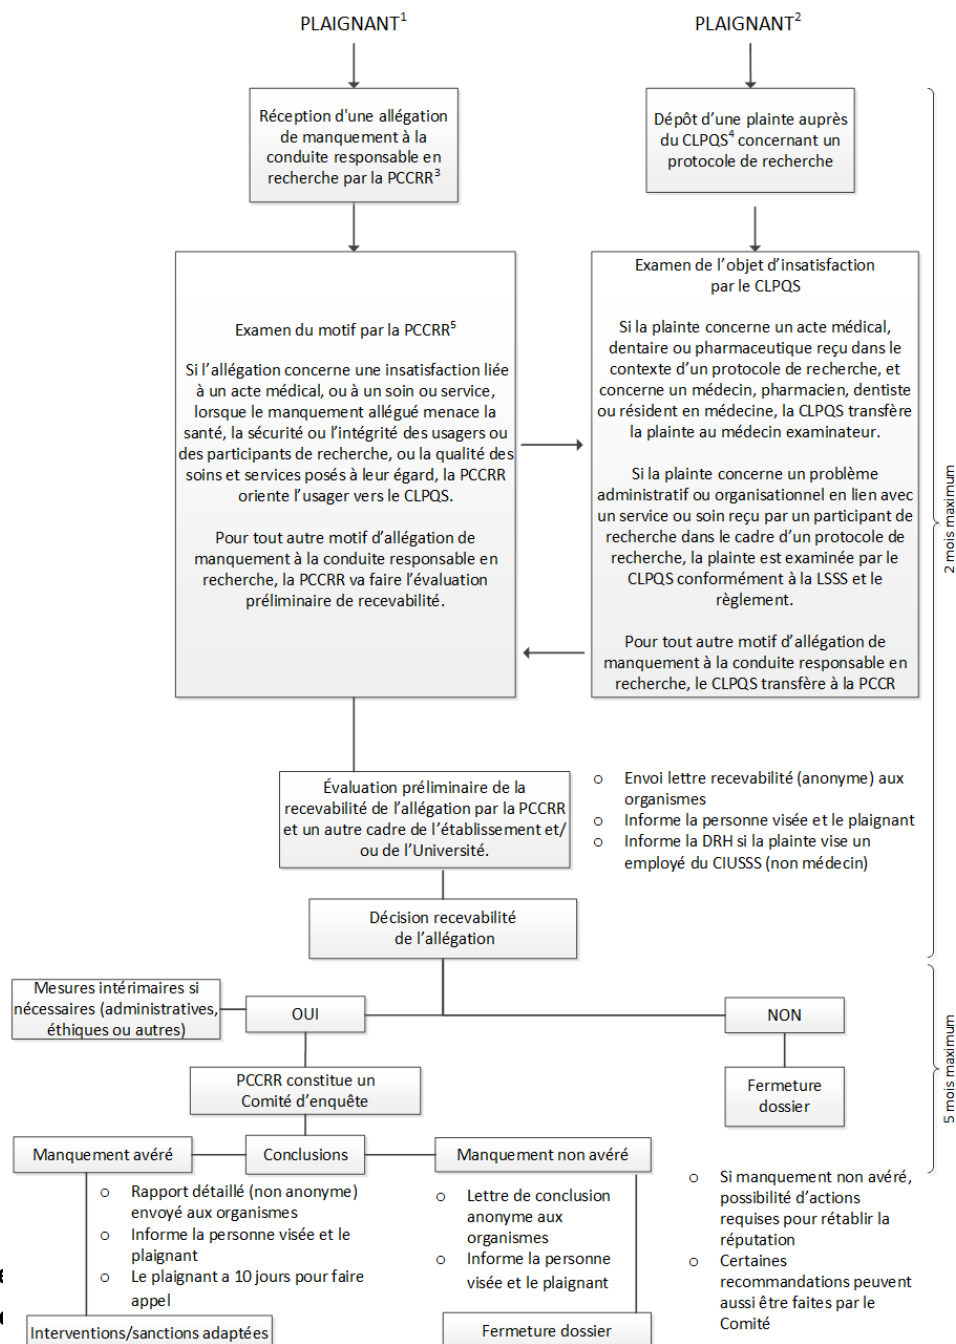 PLAIGNANT1
PLAIGNANT2
Réception d'une allégation
de manquement à la
conduite responsable en
recherche par la PCCRR3
Dépôt d'une plainte auprès
du CLPQS4 concernant un
protocole de recherche
Examen du motif par la PCCRR5
Si l'allégation concerne une insatisfaction liée
à un acte médical, ou à un soin ou service,
lorsque le manquement allégué menace la
santé, la sécurité ou l'intégrité des usagers ou
des participants de recherche, ou la qualité des
soins et services posés à leur égard, la PCCRR
oriente l'usager vers le CLPQS.
Pour tout autre motif d'allégation de
manquement à la conduite responsable en
recherche, la PCCRR va faire l'évaluation
préliminaire de recevabilité.
Examen de l'objet d'insatisfaction
par le CLPQS
Si la plainte concerne un acte médical,
dentaire ou pharmaceutique reçu dans le
contexte d'un protocole de recherche, et
concerne un médecin, pharmacien, dentiste
ou résident en médecine, la CLPQS transfère
la plainte au médecin examinateur.
Si la plainte concerne un problème
administratif ou organisationnel en lien avec
un service ou soin reçu par un participant de
recherche dans le cadre d'un protocole de
recherche, la plainte est examinée par le
CLPQS conformément à la LSSS et le
règlement.
Pour tout autre motif d'allégation de
manquement à la conduite responsable en
recherche, le CLPQS transfère à la PCCR
2 mois maximum
Évaluation préliminaire de la
recevabilité de l'allégation par la PCCRR
et un autre cadre de l'établissement et/
ou de l'Université.
o Envoi lettre recevabilité (anonyme) aux
organismes
o Informe la personne visée et le plaignant
o Informe la DRH si la plainte vise un
employé du CIUSSS (non médecin)
Décision recevabilité
de l'allégation
Mesures intérimaires si
nécessaires (administratives,
éthiques ou autres)
OUI
NON
PCCRR constitue un
Comité d'enquête
Fermeture
dossier
5 mois maximum
Manquement avéré
Conclusions
Manquement non avéré
o Rapport détaillé (non anonyme)
envoyé aux organismes
o Informe la personne visée et le
plaignant
o Le plaignant a 10 jours pour faire
appel
o Lettre de conclusion
anonyme aux
organismes
o Informe la personne
visée et le plaignant
o Si manquement non avéré,
possibilité d'actions
requises pour rétablir la
réputation
o Certaines
recommandations peuvent
aussi être faites par le
Comité
Interventions/sanctions adaptées
Fermeture dossier